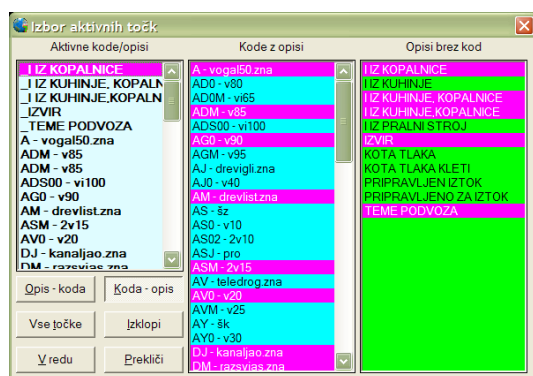 Izbor aktivnih točk
Aktivne kode/opisi
_I IZ KOPALNICE
_I IZ KUHINJE, KOPALN
_I IZ KUHINJE,KOPALN
_IZVIR
_TEME PODVOZA
A - vogal50.zna
ADM - v85
ADM - v85
ADS00 - vi100
AG0 - v90
AM - drevlist.zna
ASM - 2v15
AV0 - v20
DJ - kanaljao.zna
DM - razsvjas.zna
Opis - koda
Koda - opis
Vse točke
Izklopi
V redu
Prekliči
Kode z opisi
A - vogal50.zna
AD0 - v80
AD0M - vi65
ADM - v85
ADS00 - vi100
AG0 - v90
AGM - v95
AJ - drevigli.zna
AJ0 - v40
AM - drevlist.zna
AS - šz
AS0 - v10
AS02 - 2v10
ASJ - pro
ASM - 2v15
AV - teledrog.zna
AV0 - v20
AVM - v25
AY - šk
AY0 - v30
DJ - kanaljao.zna
DM - razsvjas.zna
Opisi brez kod
I IZ KOPALNICE
I IZ KUHINJE
I IZ KUHINJE, KOPALNICE
I IZ KUHINJE,KOPALNICE
I IZ PRALNI STROJ
IZVIR
KOTA TLAKA
KOTA TLAKA KLETI
PRIPRAVLJEN IZTOK
PRIPRAVLJENO ZA IZTOK
TEME PODVOZA